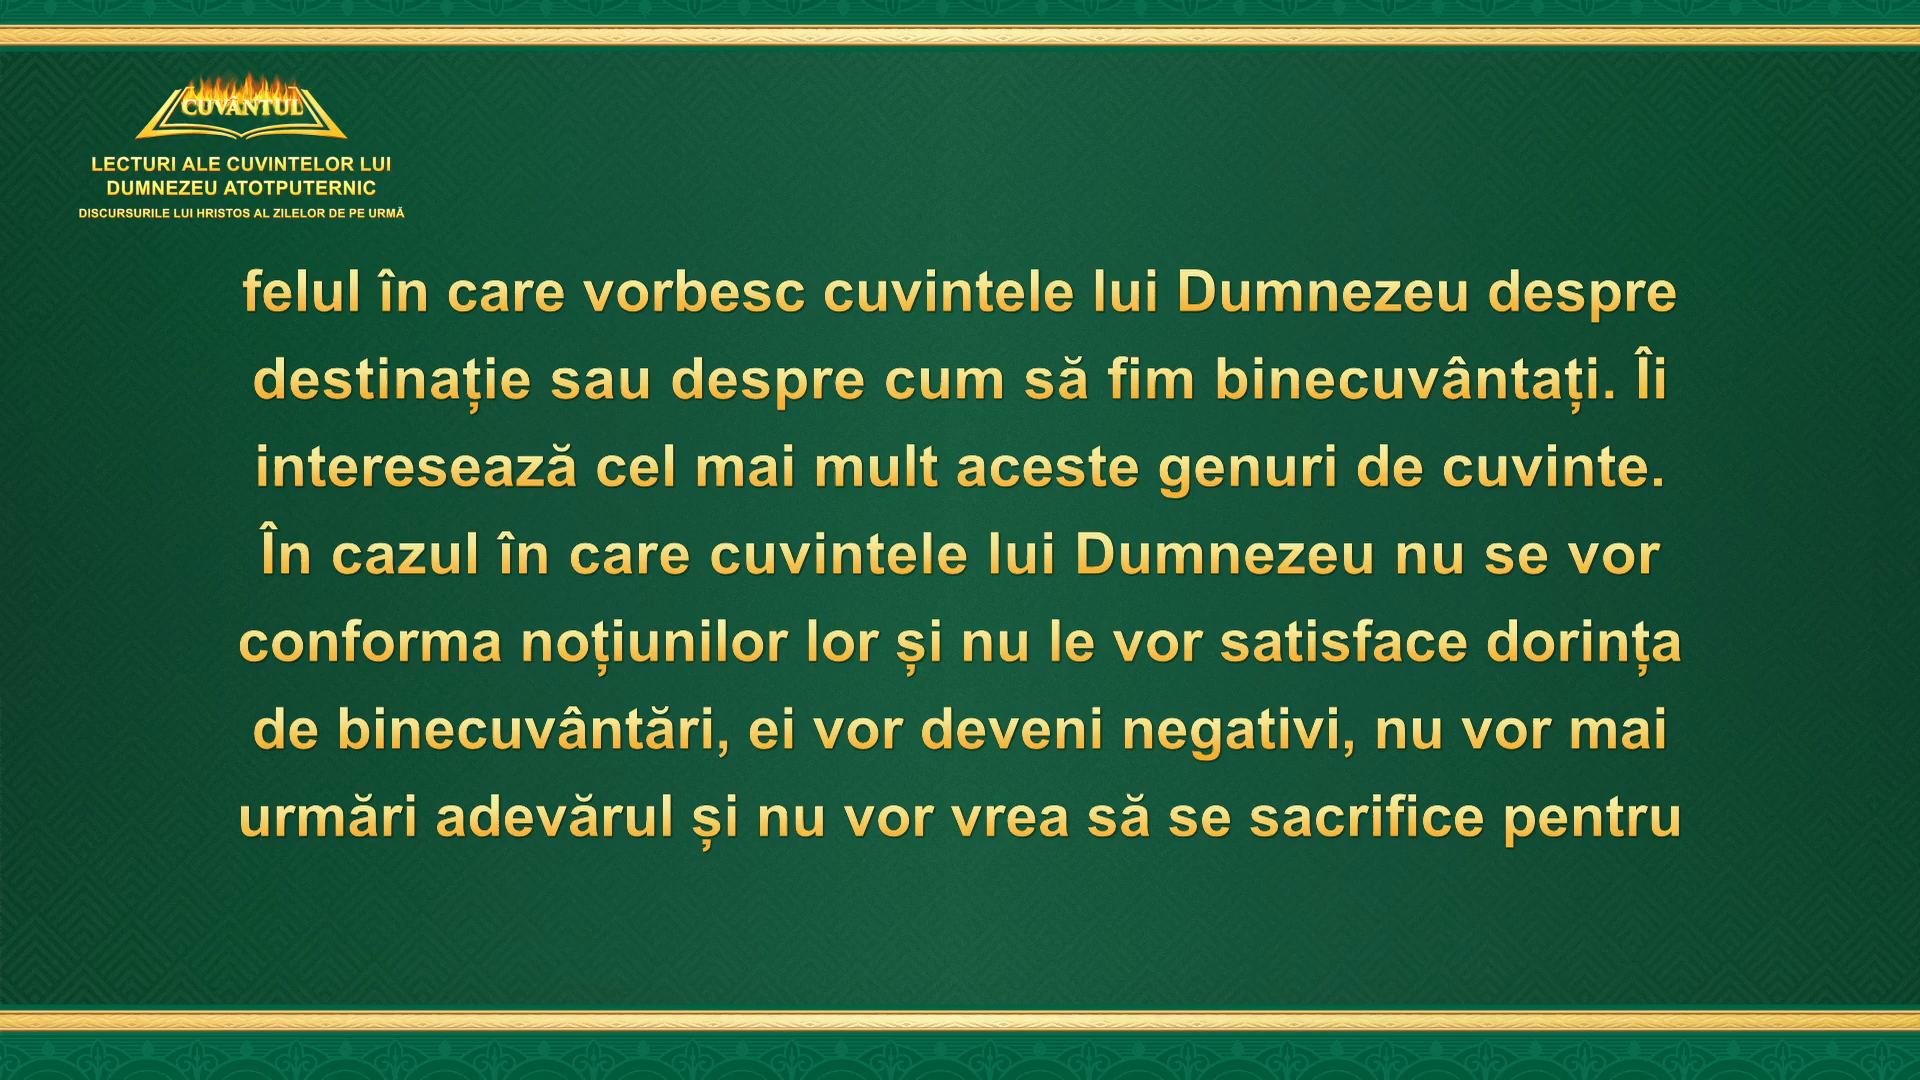 CUVÂNTUL
LECTURI ALE CUVINTELOR LUI
DUMNEZEU ATOTPUTERNIC
DISCURSURILE LUI HRISTOS AL ZILELOR DE PE URMĂ
felul în care vorbesc cuvintele lui Dumnezeu despre
destinație sau despre cum să fim binecuvântați. Îi
interesează cel mai mult aceste genuri de cuvinte.
În cazul în care cuvintele lui Dumnezeu nu se vor
conforma noțiunilor lor și nu le vor satisface dorința
de binecuvântări, ei vor deveni negativi, nu vor mai
urmări adevărul și nu vor vrea să se sacrifice pentru